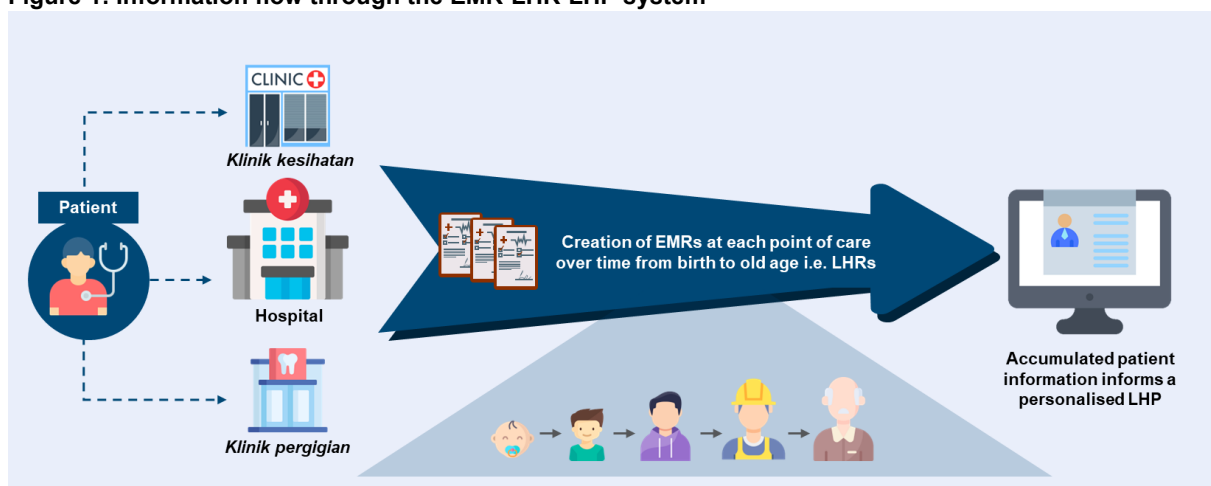 Figure 1: Information flow through the EMR-LHR-LHP system
CLINIC
Klinik kesihatan
Patient
Hospital
Klinik pergigian
Creation of EMRs at each point of care
over time from birth to old age i.e. LHRs
Accumulated patient
information informs a
personalised LHP